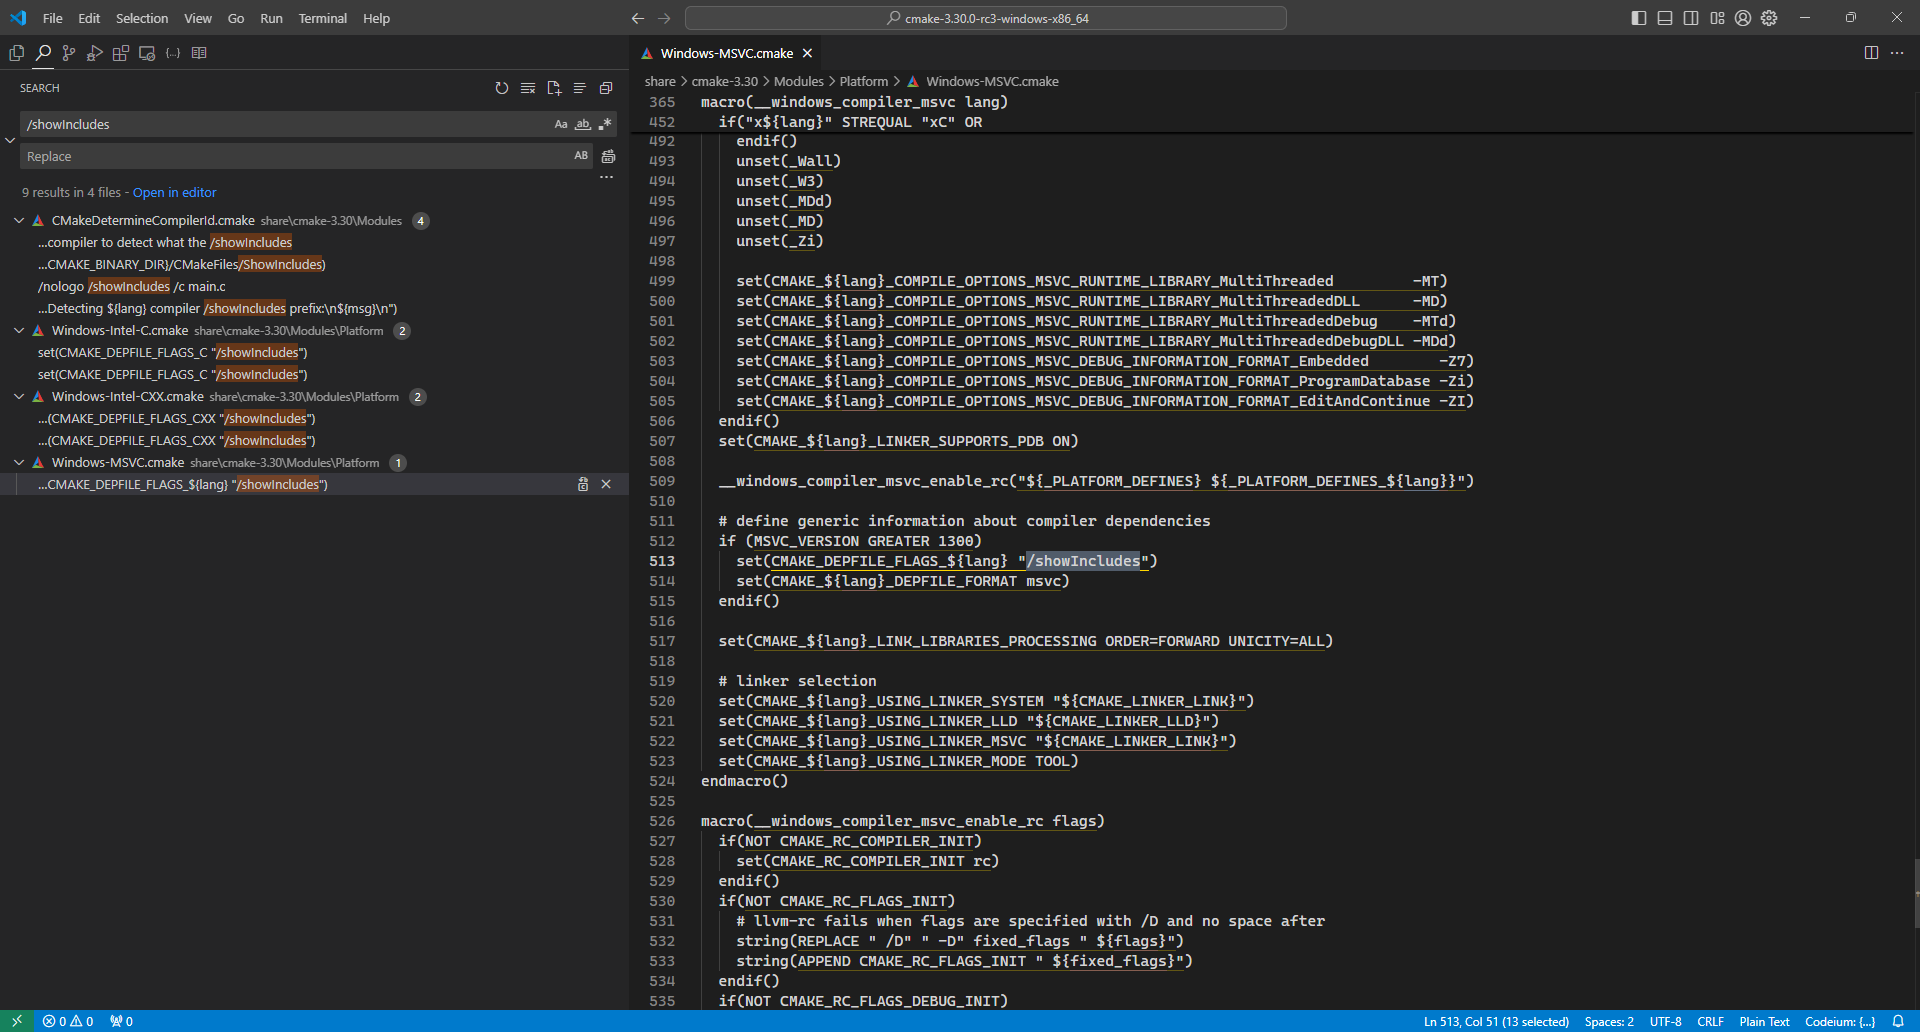 File Edit Selection View Go Run Terminal Help
cmake-3.30.0-rc3-windows-x86_64
SEARCH
/showIncludes
Aa ab .*
Replace
AB
9 results in 4 files - Open in editor
CMakeDetermineCompilerId.cmake share\cmake-3.30\Modules 4
...compiler to detect what the /showIncludes
...CMAKE_BINARY_DIR}/CMakeFiles/ShowIncludes)
/nologo /showIncludes /c main.c
...Detecting ${lang} compiler /showIncludes prefix:\n${msg}\n")
Windows-Intel-C.cmake share\cmake-3.30\Modules\Platform 2
set(CMAKE_DEPFILE_FLAGS_C "/showIncludes")
set(CMAKE_DEPFILE_FLAGS_C "/showIncludes")
Windows-Intel-CXX.cmake share\cmake-3.30\Modules\Platform 2
...(CMAKE_DEPFILE_FLAGS_CXX "/showIncludes")
...(CMAKE_DEPFILE_FLAGS_CXX "/showIncludes")
Windows-MSVC.cmake share\cmake-3.30\Modules\Platform 1
...CMAKE_DEPFILE_FLAGS_${lang} "/showIncludes")
Windows-MSVC.cmake
share > cmake-3.30 > Modules > Platform > Windows-MSVC.cmake
365 macro(__windows_compiler_msvc lang)
452 if("x${lang}" STREQUAL "xC" OR
492 endif()
493 unset(_Wall)
494 unset(_W3)
495 unset(_MDd)
496 unset(_MD)
497 unset(_Zi)
498
499 set(CMAKE_${lang}_COMPILE_OPTIONS_MSVC_RUNTIME_LIBRARY_MultiThreaded -MT)
500 set(CMAKE_${lang}_COMPILE_OPTIONS_MSVC_RUNTIME_LIBRARY_MultiThreadedDLL -MD)
501 set(CMAKE_${lang}_COMPILE_OPTIONS_MSVC_RUNTIME_LIBRARY_MultiThreadedDebug -MTd)
502 set(CMAKE_${lang}_COMPILE_OPTIONS_MSVC_RUNTIME_LIBRARY_MultiThreadedDebugDLL -MDd)
503 set(CMAKE_${lang}_COMPILE_OPTIONS_MSVC_DEBUG_INFORMATION_FORMAT_Embedded -Z7)
504 set(CMAKE_${lang}_COMPILE_OPTIONS_MSVC_DEBUG_INFORMATION_FORMAT_ProgramDatabase -Zi)
505 set(CMAKE_${lang}_COMPILE_OPTIONS_MSVC_DEBUG_INFORMATION_FORMAT_EditAndContinue -ZI)
506 endif()
507 set(CMAKE_${lang}_LINKER_SUPPORTS_PDB ON)
508
509 __windows_compiler_msvc_enable_rc("${_PLATFORM_DEFINES} ${_PLATFORM_DEFINES_${lang}}")
510
511 # define generic information about compiler dependencies
512 if (MSVC_VERSION GREATER 1300)
513 set(CMAKE_DEPFILE_FLAGS_${lang} "/showIncludes")
514 set(CMAKE_${lang}_DEPFILE_FORMAT msvc)
515 endif()
516
517 set(CMAKE_${lang}_LINK_LIBRARIES_PROCESSING ORDER=FORWARD UNICITY=ALL)
518
519 # linker selection
520 set(CMAKE_${lang}_USING_LINKER_SYSTEM "${CMAKE_LINKER_LINK}")
521 set(CMAKE_${lang}_USING_LINKER_LLD "${CMAKE_LINKER_LLD}")
522 set(CMAKE_${lang}_USING_LINKER_MSVC "${CMAKE_LINKER_LINK}")
523 set(CMAKE_${lang}_USING_LINKER_MODE TOOL)
524 endmacro()
525
526 macro(__windows_compiler_msvc_enable_rc flags)
527 if(NOT CMAKE_RC_COMPILER_INIT)
528 set(CMAKE_RC_COMPILER_INIT rc)
529 endif()
530 if(NOT CMAKE_RC_FLAGS_INIT)
531 # llvm-rc fails when flags are specified with /D and no space after
532 string(REPLACE " /D" " -D" fixed_flags " ${flags}")
533 string(APPEND CMAKE_RC_FLAGS_INIT " ${fixed_flags}")
534 endif()
535 if(NOT CMAKE_RC_FLAGS_DEBUG_INIT)
0 0 0
Ln 513, Col 51 (13 selected) Spaces: 2 UTF-8 CRLF Plain Text Codeium: {...}